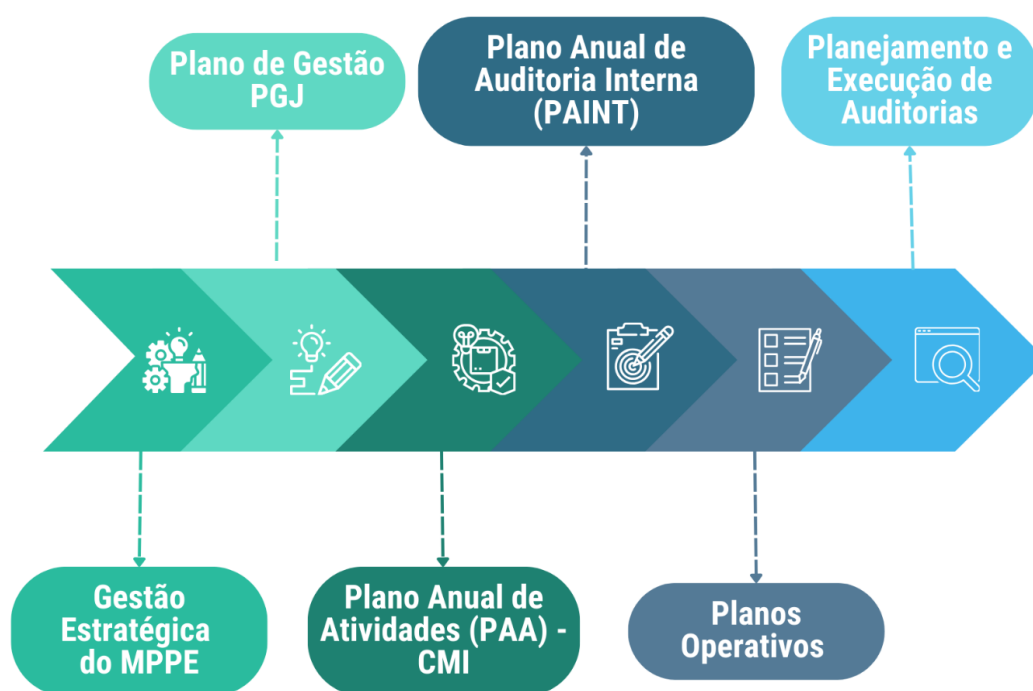 Plano de Gestão
PGJ
Plano Anual de
Auditoria Interna
(PAINT)
Planejamento e
Execução de
Auditorias
Gestão
Estratégica
do MPPE
Plano Anual de
Atividades (PAA) -
CMI
Planos
Operativos